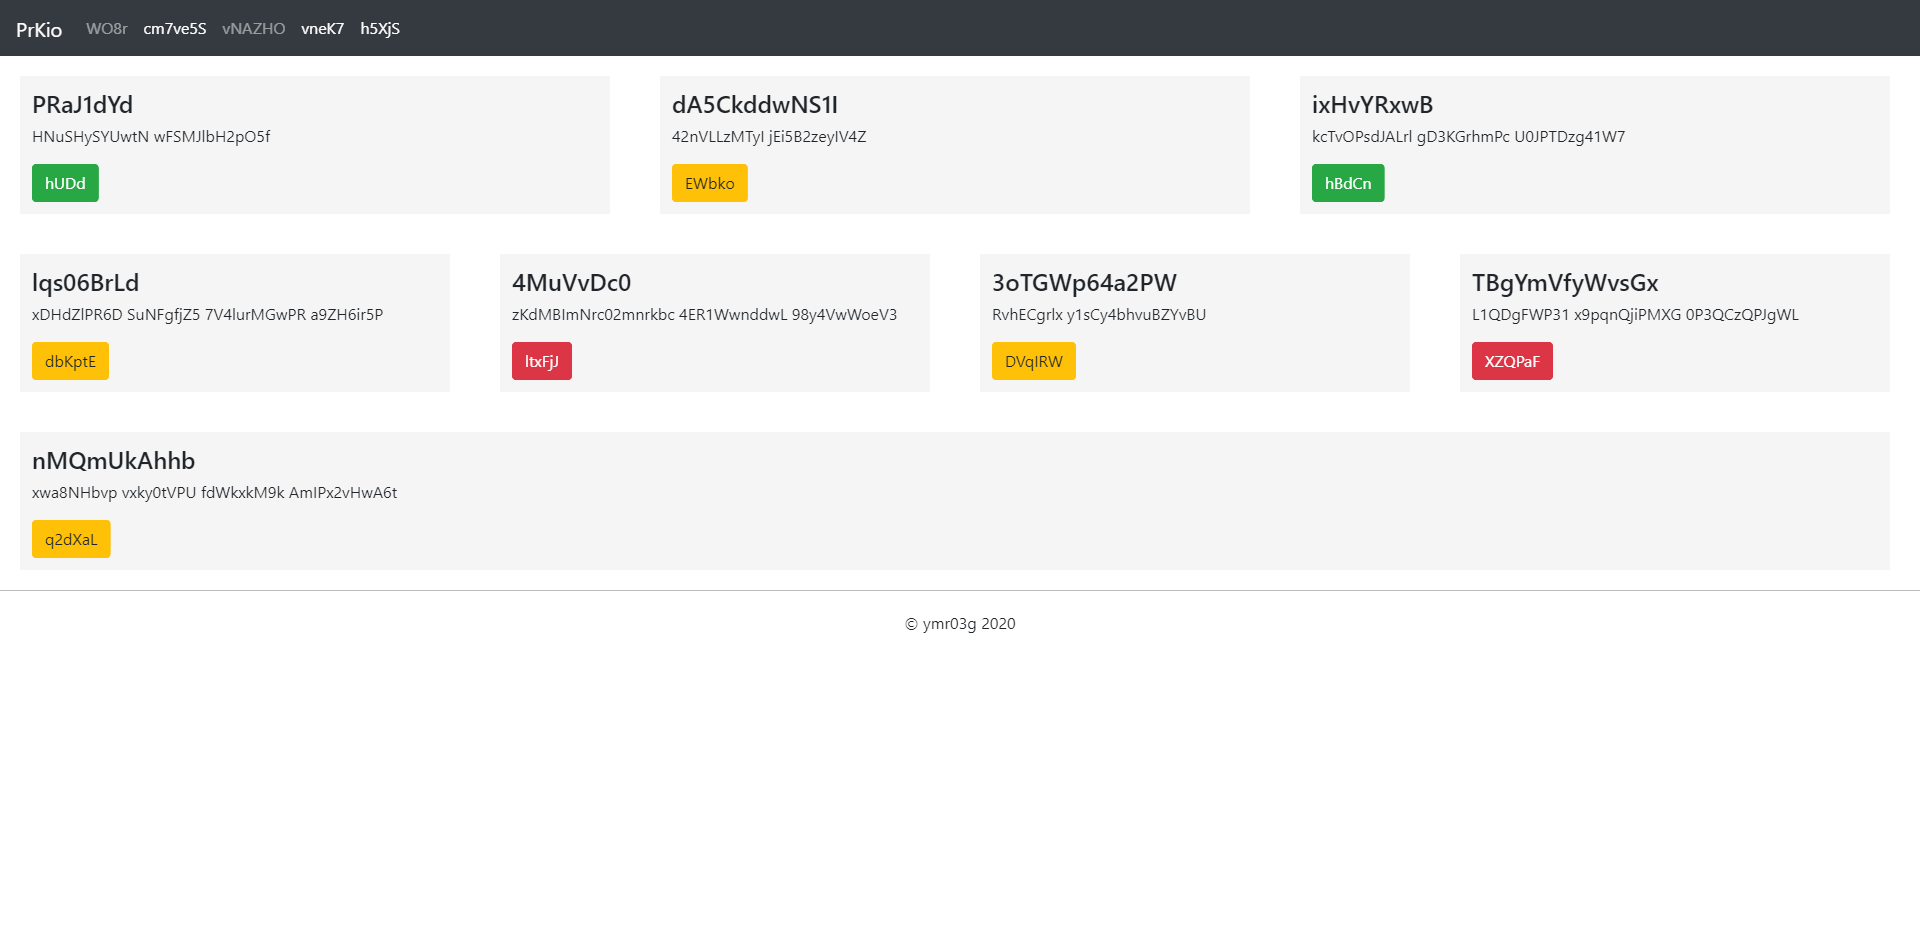 PrKio WO8r cm7ve5S vNAZHO vneK7 h5XjS
PRaJ1dYd
HNuSHySYUwtN wFSMJlbH2pO5f
hUDd
dA5CkddwNS1I
42nVLLzMTyI jEi5B2zeyIV4Z
EWbko
ixHvYRxwB
kcTvOPsdJALrl gD3KGrhmPc U0JPTDzg41W7
hBdCn
lqs06BrLd
xDHdZlPR6D SuNFgfjZ5 7V4lurMGwPR a9ZH6ir5P
dbKptE
4MuVvDc0
zKdMBImNrc02mnrkbc 4ER1WwnddwL 98y4VwWoeV3
ltxFjJ
3oTGWp64a2PW
RvhECgrlx y1sCy4bhvuBZYvBU
DVqIRW
TBgYmVfyWvsGx
L1QDgFWP31 x9pqnQjiPMXG 0P3QCzQPJgWL
XZQPaF
nMQmUkAhhb
xwa8NHbvp vxky0tVPU fdWkxkM9k AmIPx2vHwA6t
q2dXaL
© ymr03g 2020